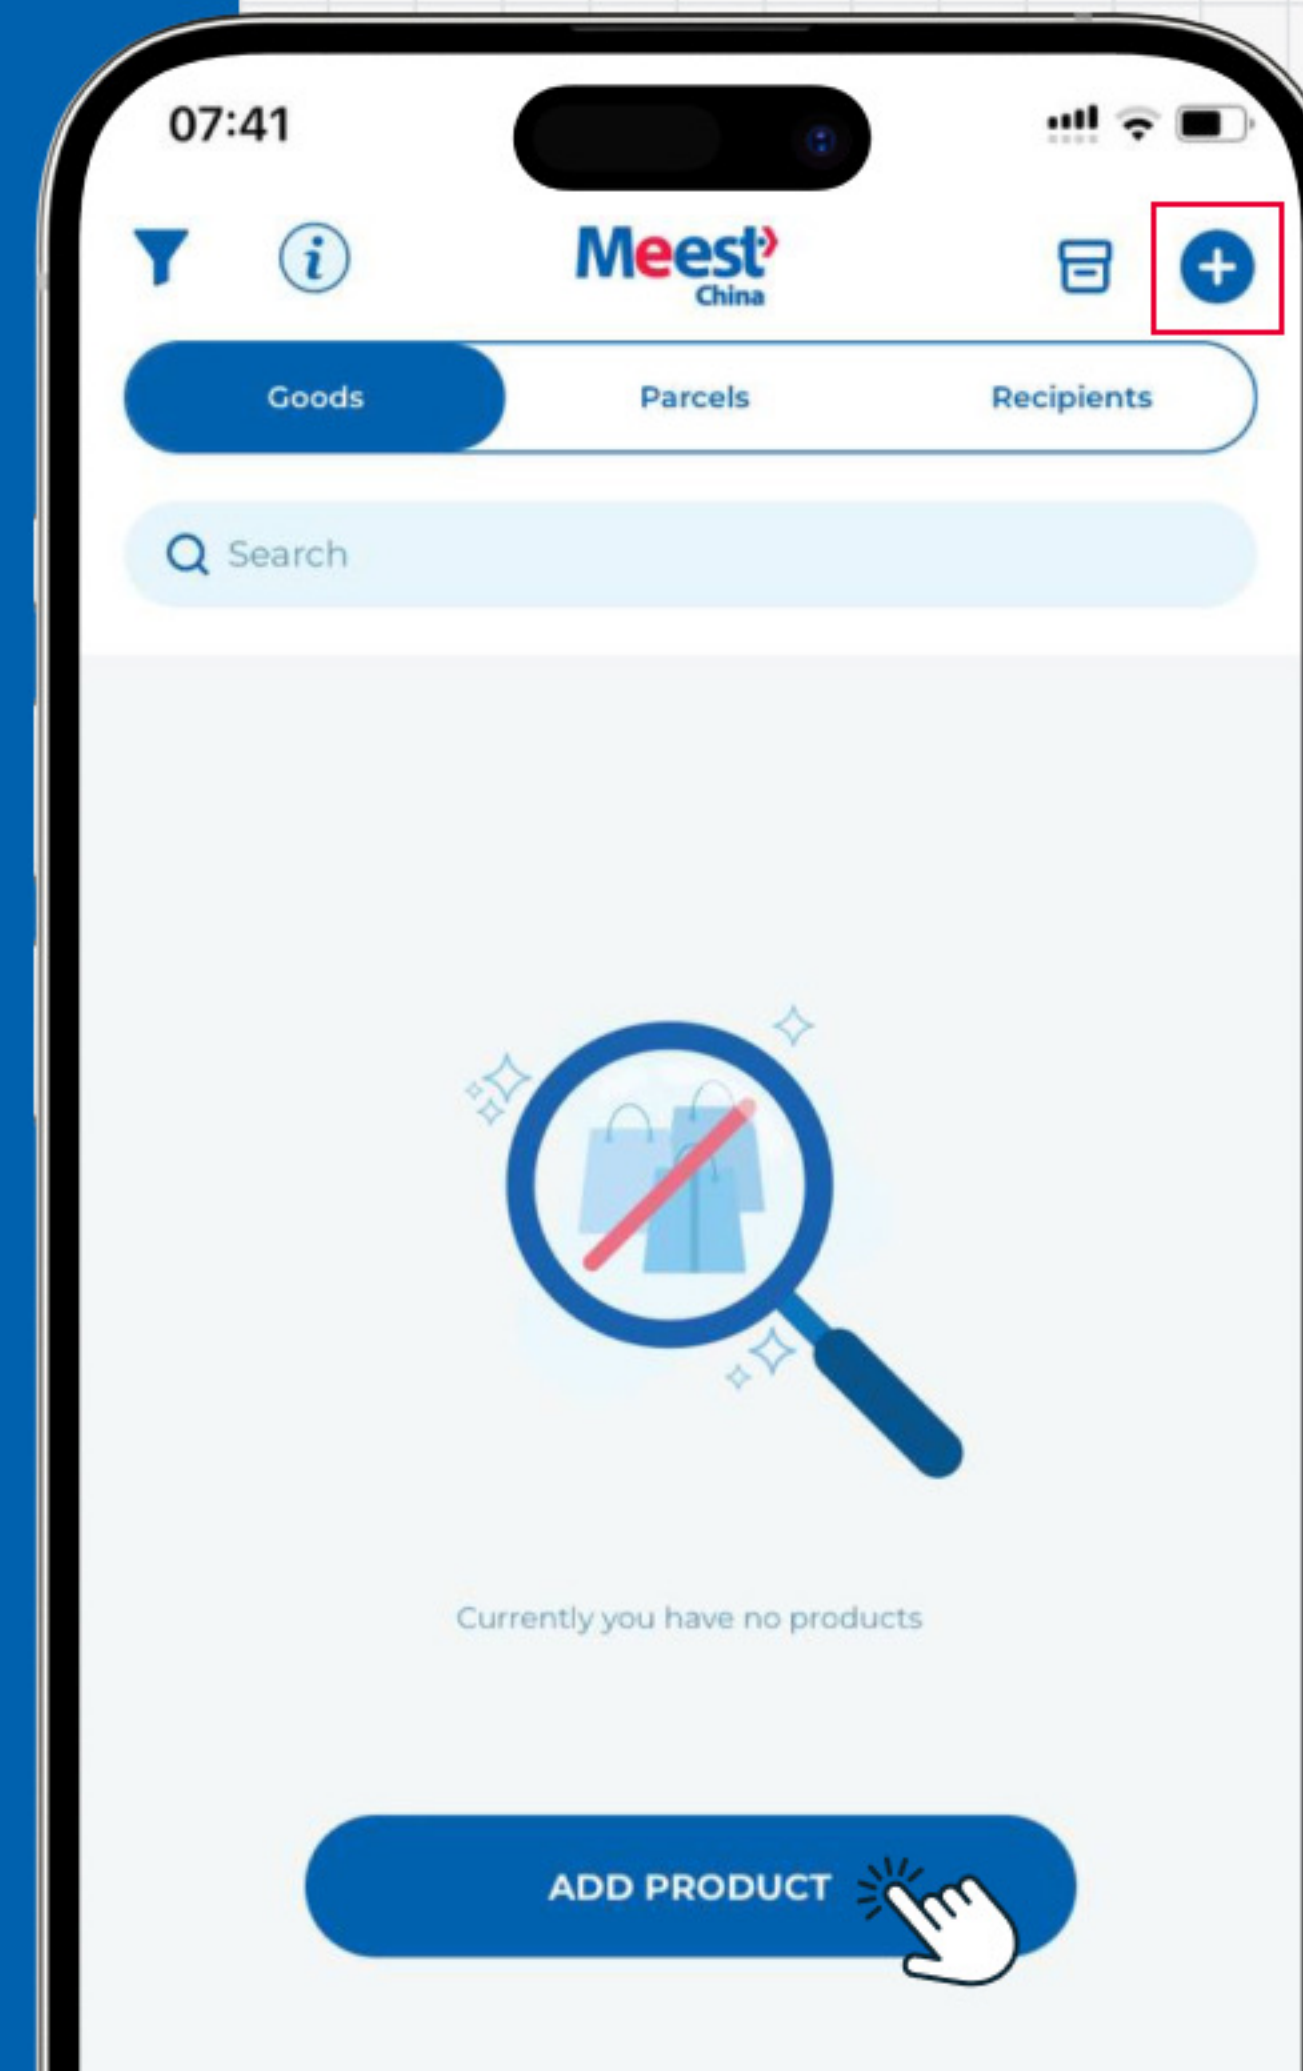 07:41
Meest
China
Goods Parcels Recipients
Search
Currently you have no products
ADD PRODUCT